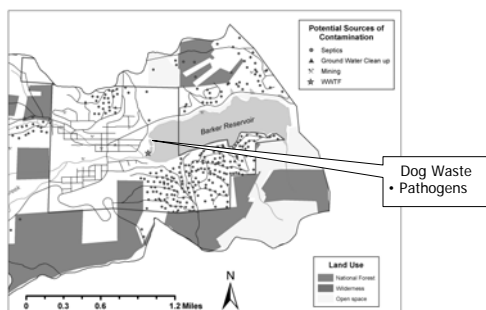 Potential Sources of
Contamination
Septics
Ground Water Clean up
Mining
WWTF
Barker Reservoir
Dog Waste
• Pathogens
Land Use
National Forest
Wilderness
Open space
N
0 0.3 0.6 1.2 Miles